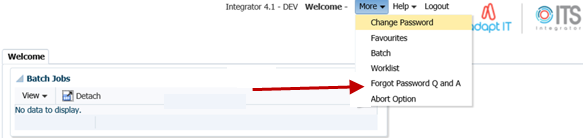 Integrator 4.1 - DEV Welcome - More Help Logout
Change Password
Favourites
Batch
Worklist
Forgot Password Q and A
Abort Option
adapt IT
ITS
integrator
Welcome
Batch Jobs
View Detach
No data to display.